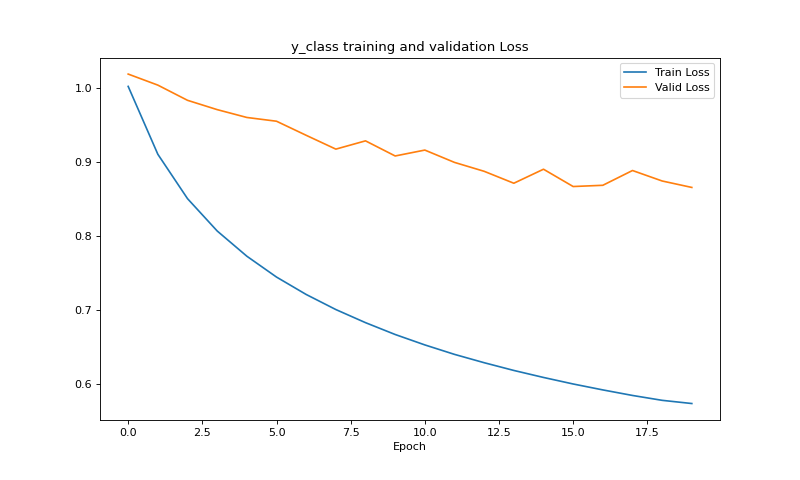 y_class training and validation Loss
Train Loss
Valid Loss
1.0
0.9
0.8
0.7
0.6
0.0 2.5 5.0 7.5 10.0 12.5 15.0 17.5
Epoch